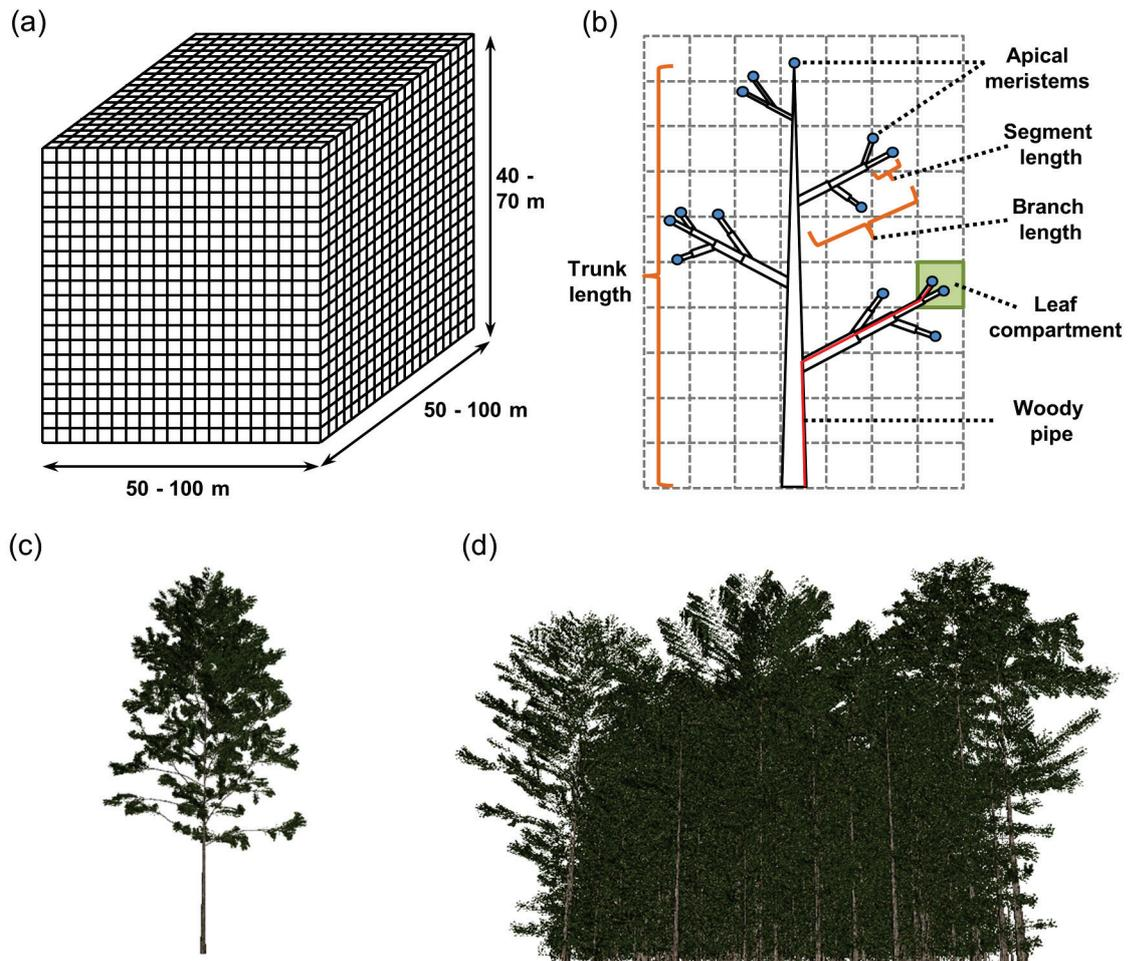 (a)
40 -
70 m
50 - 100 m
50 - 100 m
(b)
Apical
meristems
Segment
length
Branch
length
Trunk
length
Leaf
compartment
Woody
pipe
(c)
(d)